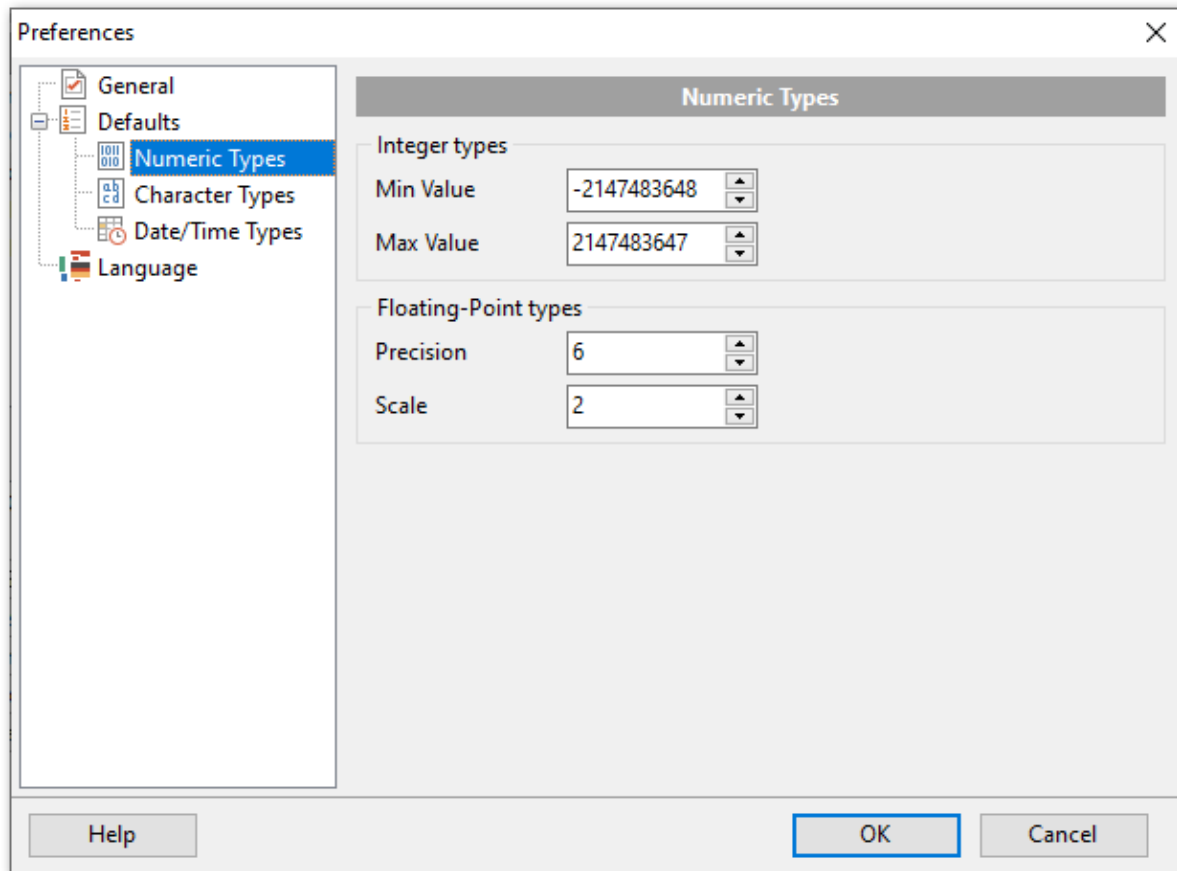 Preferences
General
Defaults
Numeric Types
Character Types
Date/Time Types
Language
Numeric Types
Integer types
Min Value -2147483648
Max Value 2147483647
Floating-Point types
Precision 6
Scale 2
Help OK Cancel